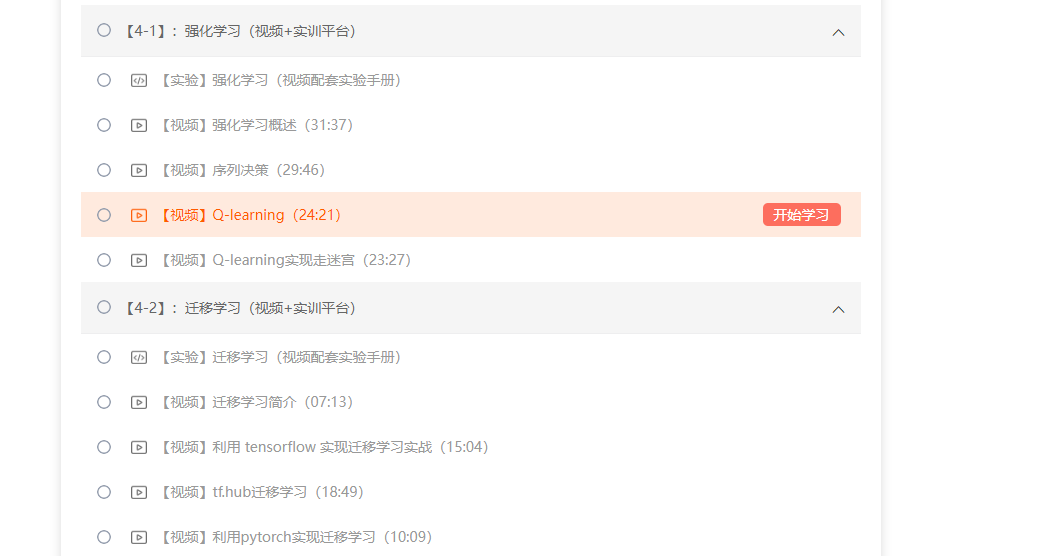 【4-1】：强化学习（视频+实训平台）
【实验】强化学习（视频配套实验手册）
【视频】强化学习概述（31:37）
【视频】序列决策（29:46）
【视频】Q-learning（24:21） 开始学习
【视频】Q-learning实现走迷宫（23:27）
【4-2】：迁移学习（视频+实训平台）
【实验】迁移学习（视频配套实验手册）
【视频】迁移学习简介（07:13）
【视频】利用 tensorflow 实现迁移学习实战（15:04）
【视频】tf.hub迁移学习（18:49）
【视频】利用pytorch实现迁移学习（10:09）